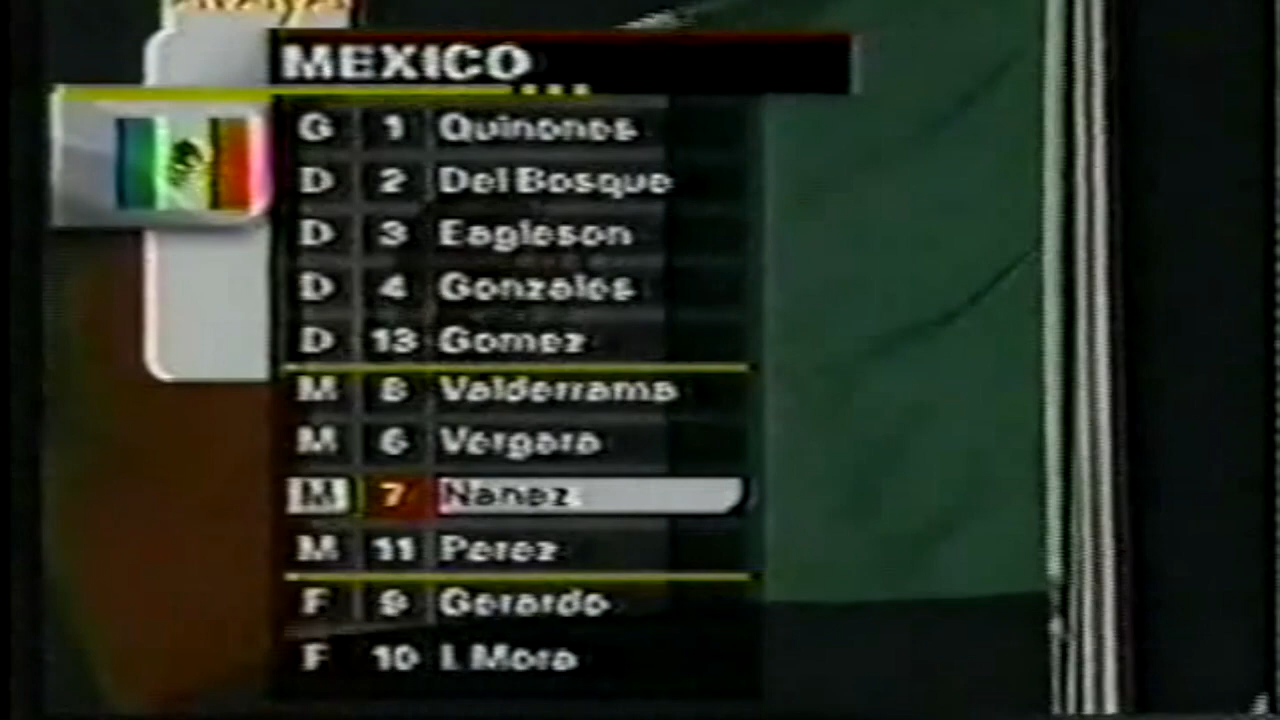 MEXICO
G 1 Quinones
D 2 Del Bosque
D 3 Eagleson
D 4 Gonzales
D 13 Gomez
M 8 Valderrama
M 6 Vergara
M 7 Nanez
M 11 Perez
F 9 Gerardo
F 10 I. Mora